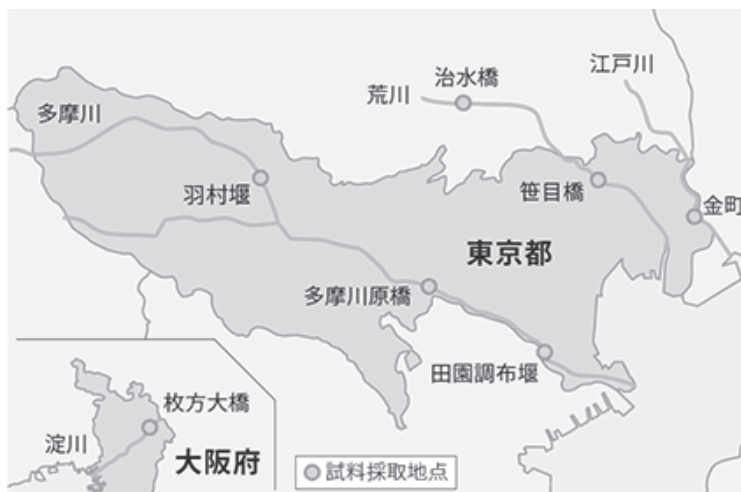 江戸川
治水橋
荒川
多摩川
羽村堰
笹目橋
金町
東京都
多摩川原橋
田園調布堰
枚方大橋
淀川
大阪府
試料採取地点